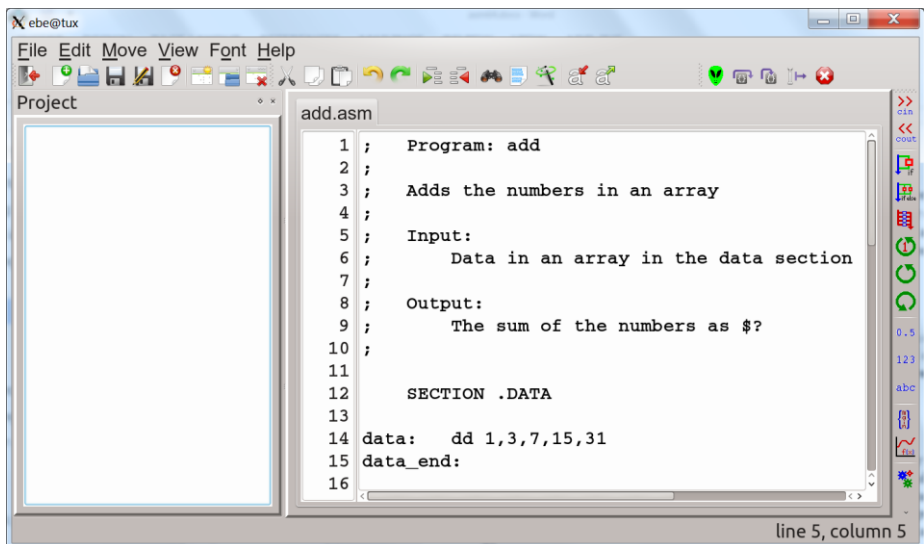 ebe@tux
File Edit Move View Font Help
Project
add.asm
1 ;    Program: add
2 ;
3 ;    Adds the numbers in an array
4 ;
5 ;    Input:
6 ;        Data in an array in the data section
7 ;
8 ;    Output:
9 ;        The sum of the numbers as $?
10 ;
11
12     SECTION .DATA
13
14 data:   dd 1,3,7,15,31
15 data_end:
16
>>
cin
<<
cout
if
1
0.5
123
abc
f(x)
line 5, column 5